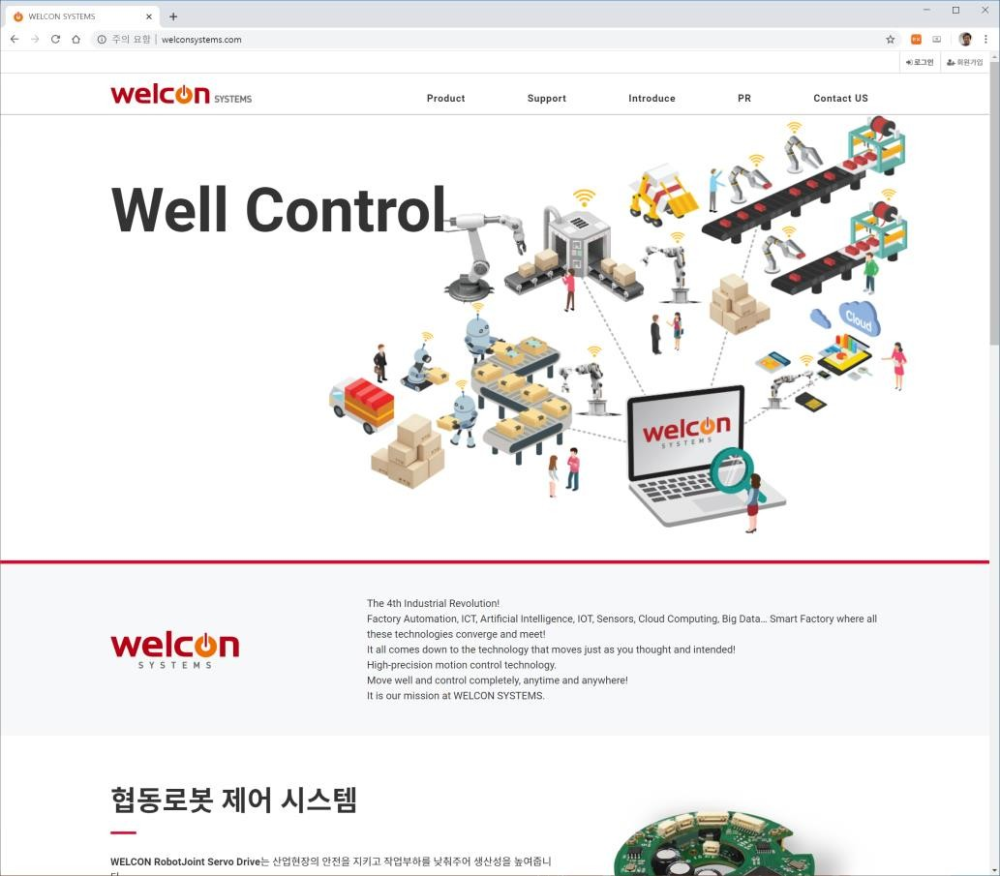 WELCON SYSTEMS
주의 요함 | welconsystems.com
로그인 회원가입
welcon SYSTEMS
Product Support Introduce PR Contact US
Well Control
Cloud
welcon
SYSTEMS
The 4th Industrial Revolution!
Factory Automation, ICT, Artificial Intelligence, IOT, Sensors, Cloud Computing, Big Data... Smart Factory where all
these technologies converge and meet!
It all comes down to the technology that moves just as you thought and intended!
High-precision motion control technology.
Move well and control completely, anytime and anywhere!
It is our mission at WELCON SYSTEMS.
welcon
SYSTEMS
협동로봇 제어 시스템
WELCON RobotJoint Servo Drive는 산업현장의 안전을 지키고 작업부하를 낮춰주어 생산성을 높여줍니